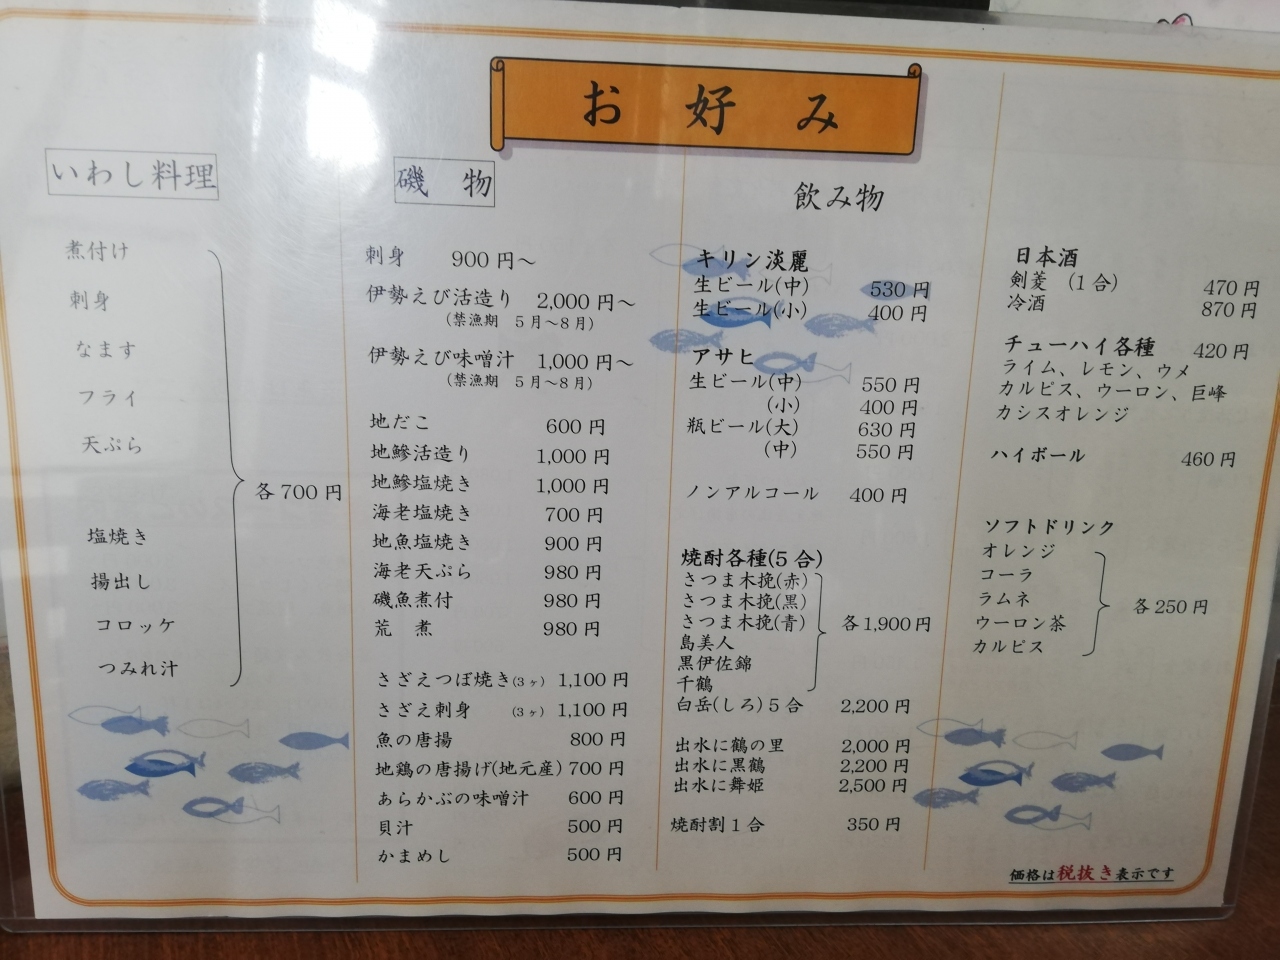 お好み
いわし料理
煮付け
刺身
なます
フライ
天ぷら
塩焼き
揚出し
コロッケ
つみれ汁
各700円
磯 物
刺身 900円～
伊勢えび活造り 2,000円～
(禁漁期 5月～8月)
伊勢えび味噌汁 1,000円～
(禁漁期 5月～8月)
地だこ 600円
地鯵活造り 1,000円
地鯵塩焼き 1,000円
海老塩焼き 700円
地魚塩焼き 900円
海老天ぷら 980円
磯魚煮付 980円
荒 煮 980円
さざえつぼ焼き(3ヶ) 1,100円
さざえ刺身 (3ヶ) 1,100円
魚の唐揚 800円
地鶏の唐揚げ(地元産) 700円
あらかぶの味噌汁 600円
貝汁 500円
かまめし 500円
飲み物
キリン淡麗
生ビール(中) 530円
生ビール(小) 400円
アサヒ
生ビール(中) 550円
(小) 400円
瓶ビール(大) 630円
(中) 550円
ノンアルコール 400円
焼酎各種(5合)
さつま木挽(赤)
さつま木挽(黒)
さつま木挽(青)
島美人
黒伊佐錦
千鶴
各1,900円
白岳(しろ)5合 2,200円
出水に鶴の里 2,000円
出水に黒鶴 2,200円
出水に舞姫 2,500円
焼酎割1合 350円
日本酒
剣菱 (1合) 470円
冷酒 870円
チューハイ各種 420円
ライム、レモン、ウメ
カルピス、ウーロン、巨峰
カシスオレンジ
ハイボール 460円
ソフトドリンク
オレンジ
コーラ
ラムネ
ウーロン茶
カルピス
各250円
価格は税抜き表示です